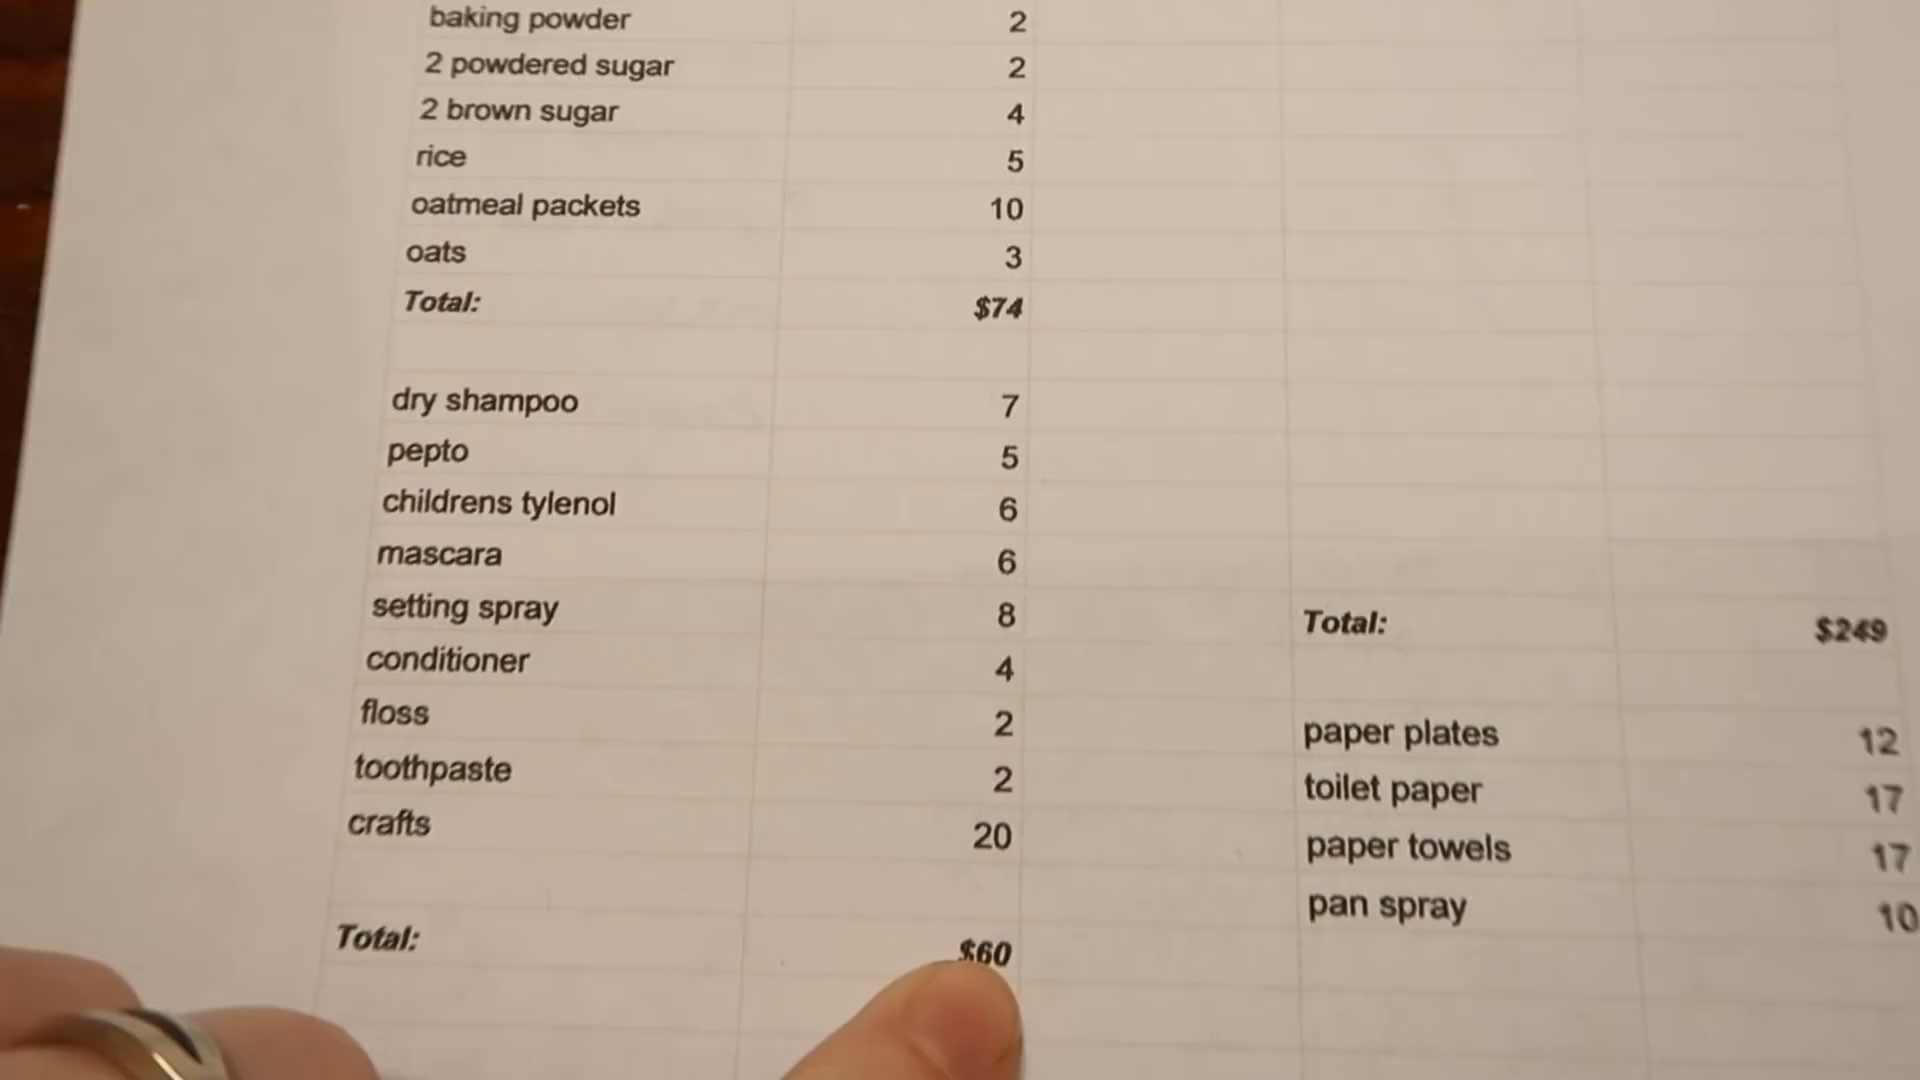 baking powder 2
2 powdered sugar 2
2 brown sugar 4
rice 5
oatmeal packets 10
oats 3
Total: $74
dry shampoo 7
pepto 5
childrens tylenol 6
mascara 6
setting spray 8
conditioner 4
floss 2
toothpaste 2
crafts 20
Total: $60
Total: $249
paper plates 12
toilet paper 17
paper towels 17
pan spray 10